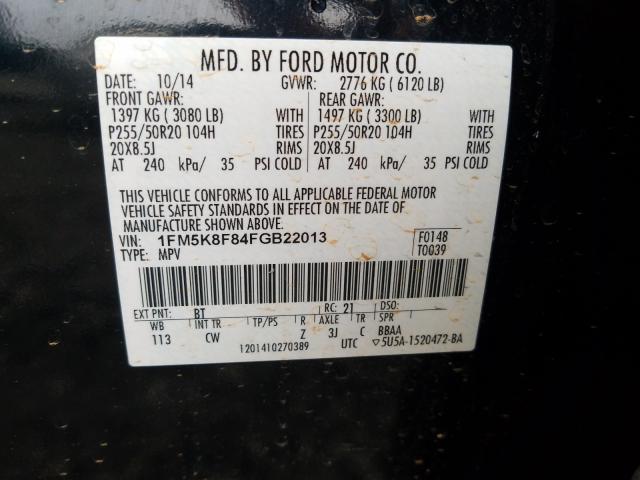 MFD. BY FORD MOTOR CO.
DATE: 10/14 GVWR: 2776 KG ( 6120 LB)
FRONT GAWR: REAR GAWR:
1397 KG ( 3080 LB) WITH 1497 KG ( 3300 LB) WITH
P255/50R20 104H TIRES P255/50R20 104H TIRES
20X8.5J RIMS 20X8.5J RIMS
AT 240 kPa/ 35 PSI COLD AT 240 kPa/ 35 PSI COLD
THIS VEHICLE CONFORMS TO ALL APPLICABLE FEDERAL MOTOR
VEHICLE SAFETY STANDARDS IN EFFECT ON THE DATE OF
MANUFACTURE SHOWN ABOVE.
VIN: 1FM5K8F84FGB22013 F0148
TYPE: MPV T0039
EXT PNT: BT RC: 21 DSO:
WB INT TR TP/PS R AXLE TR SPR
113 CW Z 3J C BBAA
1201410270389 UTC ▽5U5A-1520472-BA